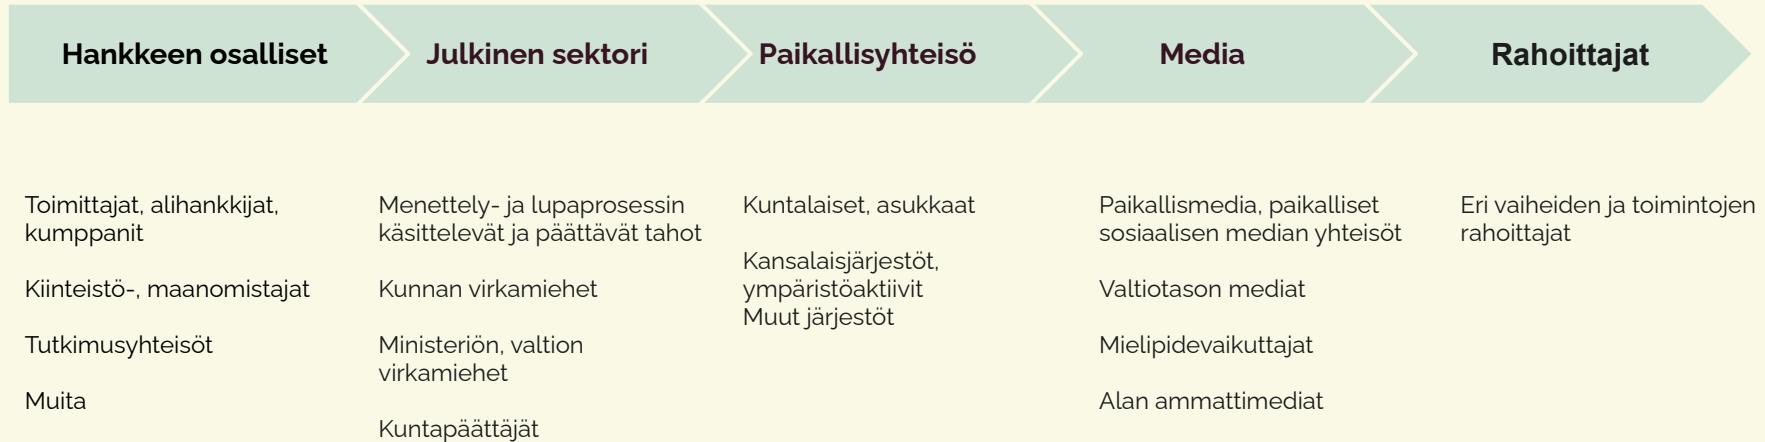 Hankkeen osalliset
Julkinen sektori
Paikallisyhteisö
Media
Rahoittajat
Toimittajat, alihankkijat,
kumppanit
Kiinteistö-, maanomistajat
Tutkimusyhteisöt
Muita
Menettely- ja lupaprosessin
käsittelevät ja päättävät tahot
Kunnan virkamiehet
Ministeriön, valtion
virkamiehet
Kuntapäättäjät
Kuntalaiset, asukkaat
Kansalaisjärjestöt,
ympäristöaktiivit
Muut järjestöt
Paikallismedia, paikalliset
sosiaalisen median yhteisöt
Valtiotason mediat
Mielipidevaikuttajat
Alan ammattimediat
Eri vaiheiden ja toimintojen
rahoittajat